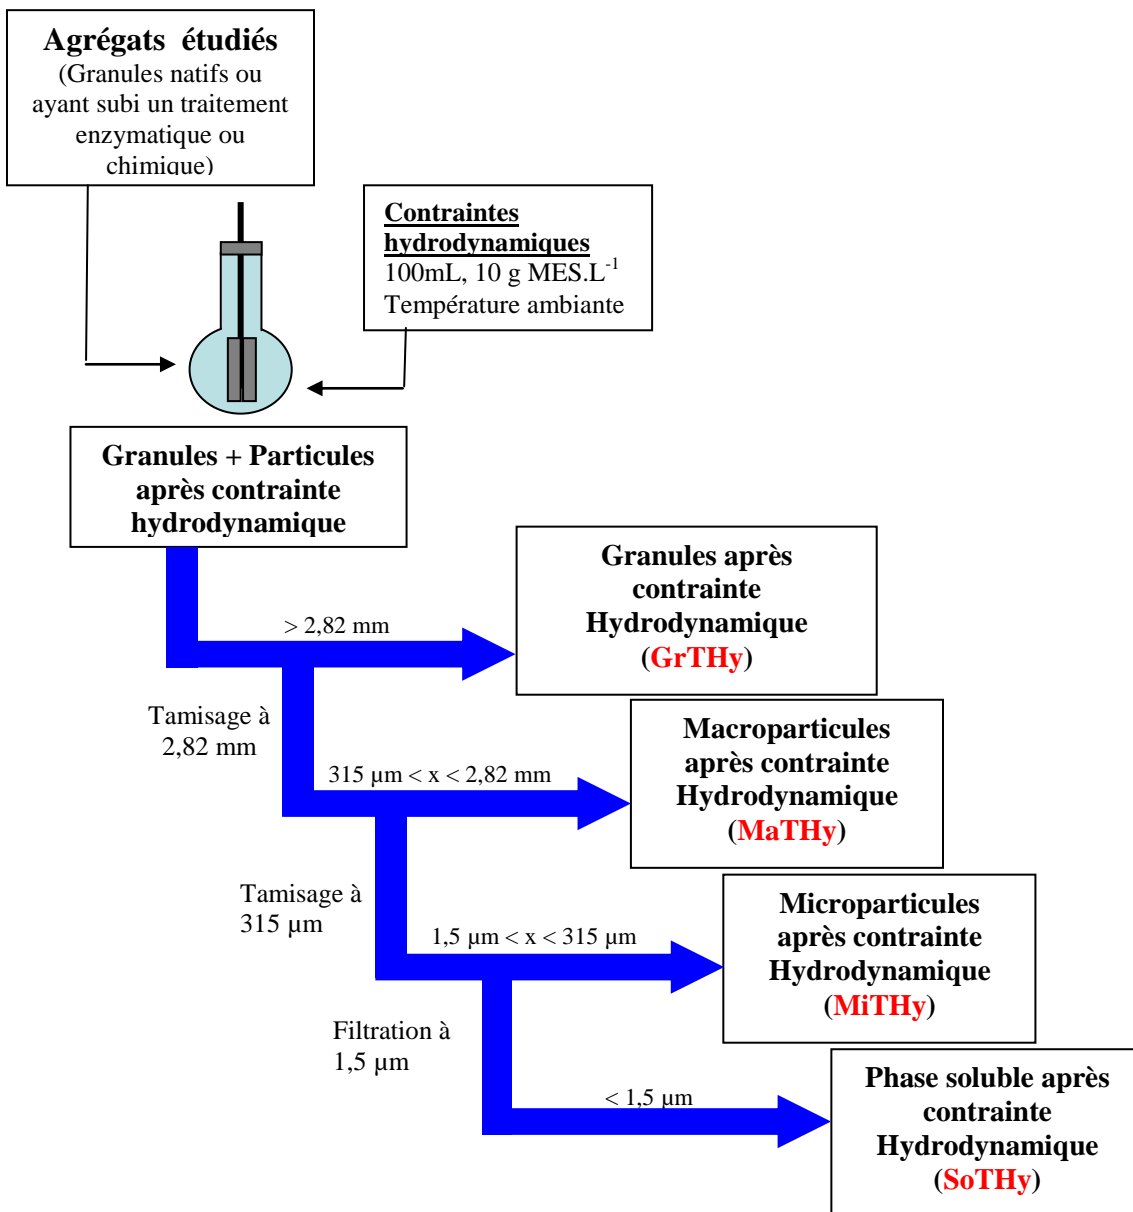 Agrégats étudiés
(Granules natifs ou
ayant subi un traitement
enzymatique ou
chimique)
Contraintes
hydrodynamiques
100mL, 10 g MES.L-1
Température ambiante
Granules + Particules
après contrainte
hydrodynamique
> 2,82 mm
Granules après
contrainte
Hydrodynamique
(GrTHy)
Tamisage à
2,82 mm
315 µm < x < 2,82 mm
Macroparticules
après contrainte
Hydrodynamique
(MaTHy)
Tamisage à
315 µm
1,5 µm < x < 315 µm
Microparticules
après contrainte
Hydrodynamique
(MiTHy)
Filtration à
1,5 µm
< 1,5 µm
Phase soluble après
contrainte
Hydrodynamique
(SoTHy)